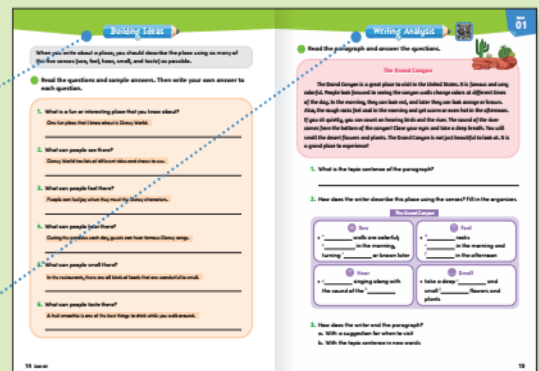 Building Ideas
When you write about a place, you should describe the place using as many of
the five senses (see, feel, hear, smell, and taste) as possible.
Read the questions and sample answers. Then write your own answer to
each question.
1. What is a fun or interesting place that you know about?
One fun place that I know about is Disney World.
2. What can people see there?
Disney World has lots of different rides and shows to see.
3. What can people feel there?
People can feel joy when they meet the Disney characters.
4. What can people hear there?
During the parades each day, guests can hear famous Disney songs.
5. What can people smell there?
In the restaurants, there are all kinds of foods that are wonderful to smell.
6. What can people taste there?
A fruit smoothie is one of the best things to drink while you walk around.
14
Writing Analysis
01
Read the paragraph and answer the questions.
The Grand Canyon
The Grand Canyon is a great place to visit in the United States. It is famous and very
colorful. People look forward to seeing the canyon walls change colors at different times
of the day. In the morning, they can look red, and later they can look orange or brown.
Also, the rough rocks feel cool in the morning and get warm or even hot in the afternoon.
If you sit quietly, you can count on hearing birds and the river. The sound of the river
comes from the bottom of the canyon! Close your eyes and take a deep breath. You will
smell the desert flowers and plants. The Grand Canyon is not just beautiful to look at. It is
a grand place to experience!
1. What is the topic sentence of the paragraph?
2. How does the writer describe this place using the senses? Fill in the organizer.
The Grand Canyon
See
walls are colorful;
in the morning,
turning or brown later
Feel
rocks
in the morning and
in the afternoon
Hear
singing along with
the sound of the
Smell
take a deep and
smell flowers and
plants
3. How does the writer end the paragraph?
a. With a suggestion for when to visit
b. With the topic sentence in new words
15